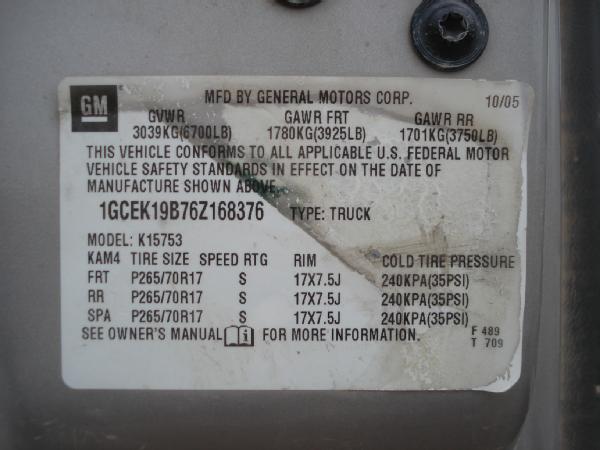 GM MFD BY GENERAL MOTORS CORP. 10/05
GVWR GAWR FRT GAWR RR
3039KG(6700LB) 1780KG(3925LB) 1701KG(3750LB)
THIS VEHICLE CONFORMS TO ALL APPLICABLE U.S. FEDERAL MOTOR
VEHICLE SAFETY STANDARDS IN EFFECT ON THE DATE OF
MANUFACTURE SHOWN ABOVE.
1GCEK19B76Z168376 TYPE: TRUCK
MODEL: K15753
KAM4 TIRE SIZE SPEED RTG RIM COLD TIRE PRESSURE
FRT P265/70R17 S 17X7.5J 240KPA(35PSI)
RR P265/70R17 S 17X7.5J 240KPA(35PSI)
SPA P265/70R17 S 17X7.5J 240KPA(35PSI)
SEE OWNER'S MANUAL FOR MORE INFORMATION.
F 489
T 709